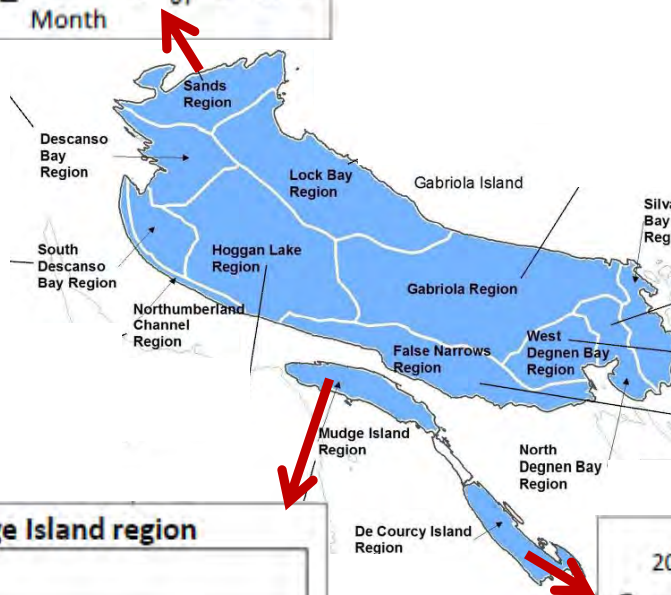 Month
Sands
Region
Descanso
Bay
Region
Lock Bay
Region
Gabriola Island
Bay
South
Descanso
Bay Region
Hoggan Lake
Region
Gabriola Region
Northumberland
Channel
Region
False Narrows
Region
West
Degnen Bay
Region
Mudge Island
Region
North
Degnen Bay
Region
De Courcy Island
Region
Island region